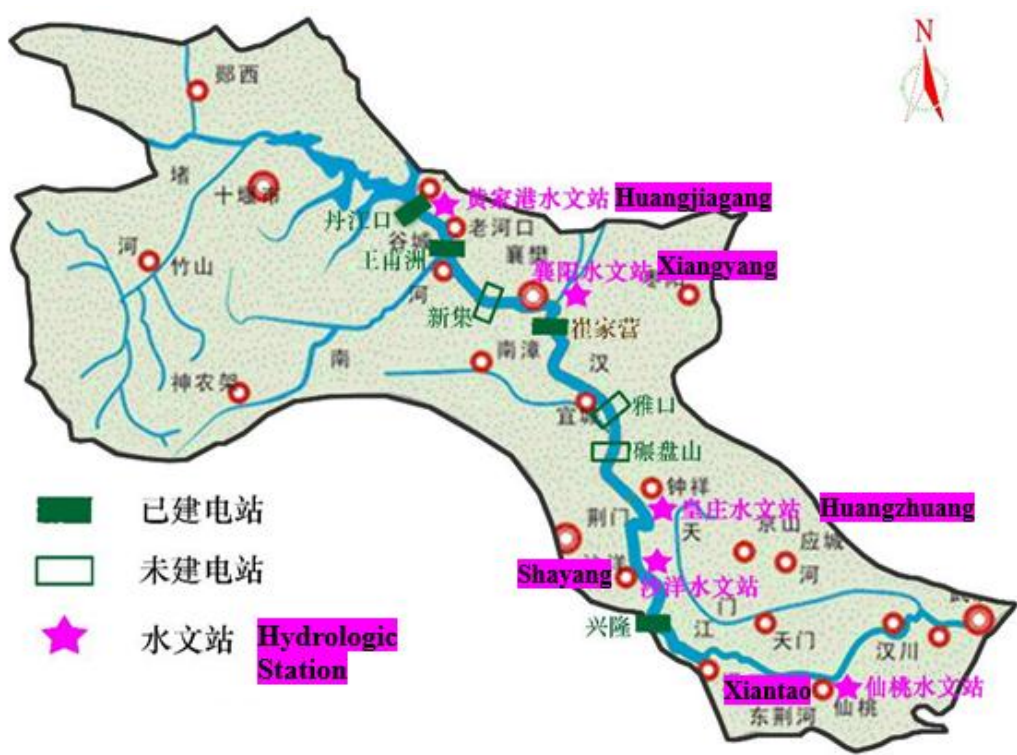 N
郧西
堵
十堰市
黄家港水文站 Huangjiagang
丹江口
谷城
老河口
王甫洲
襄樊
河
竹山
襄阳水文站 Xiangyang
河
新集
崔家营
南漳
汉
南
神农架
宜城
雅口
碾盘山
钟祥
已建电站
荆门
皇庄水文站 Huangzhuang
天
京山
应城
未建电站
Shayang
沙洋水文站
河
门
兴隆
江
天门
汉川
水文站 Hydrologic
Station
Xiantao
仙桃水文站
仙桃
东荆河